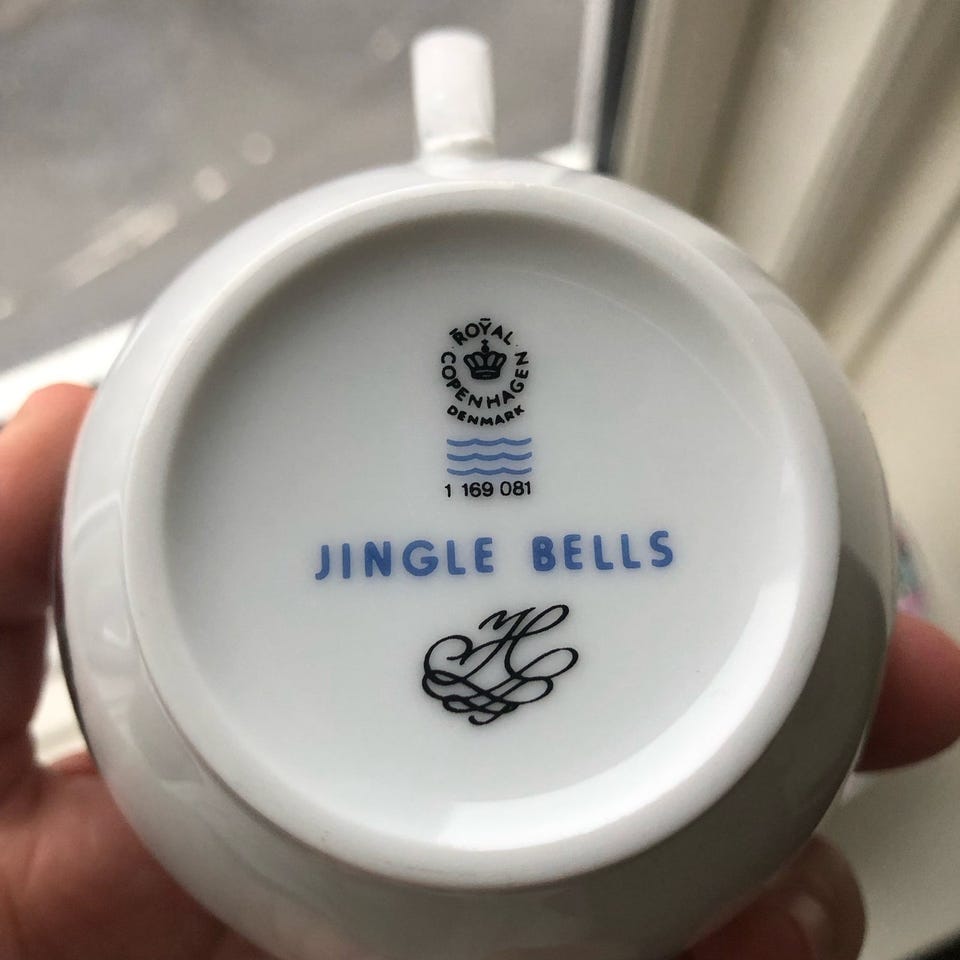 ROYAL
COPENHAGEN
DENMARK
1 169 081
JINGLE BELLS